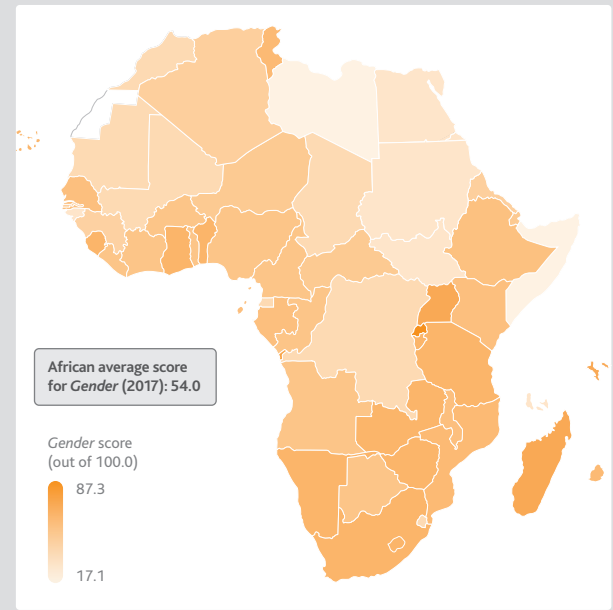 African average score
for Gender (2017): 54.0
Gender score
(out of 100.0)
87.3
17.1